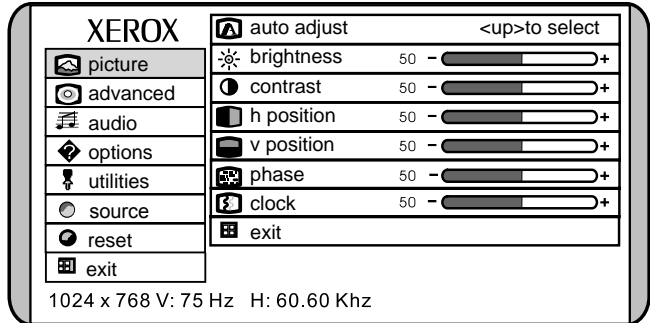 XEROX
picture
advanced
audio
options
utilities
source
reset
exit
auto adjust <up>to select
brightness 50 - +
contrast 50 - +
h position 50 - +
v position 50 - +
phase 50 - +
clock 50 - +
exit
1024 x 768 V: 75 Hz H: 60.60 Khz